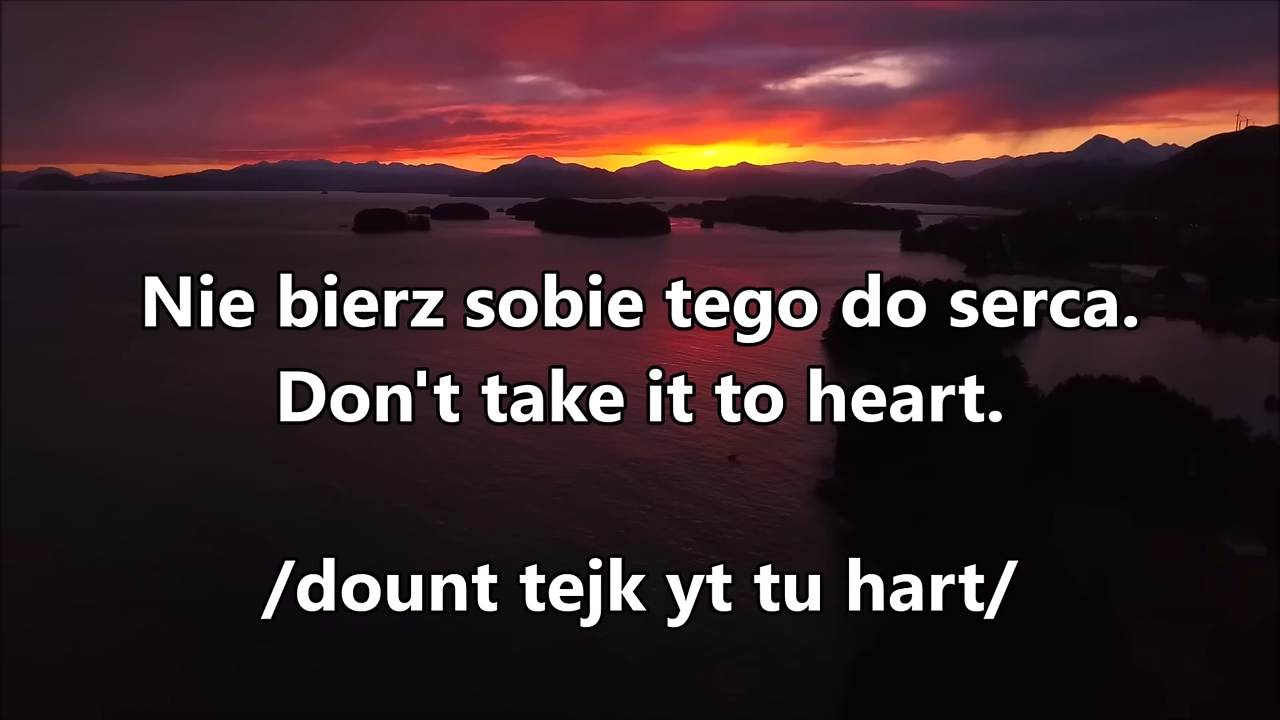 Nie bierz sobie tego do serca.
Don't take it to heart.
/dount tejk yt tu hart/